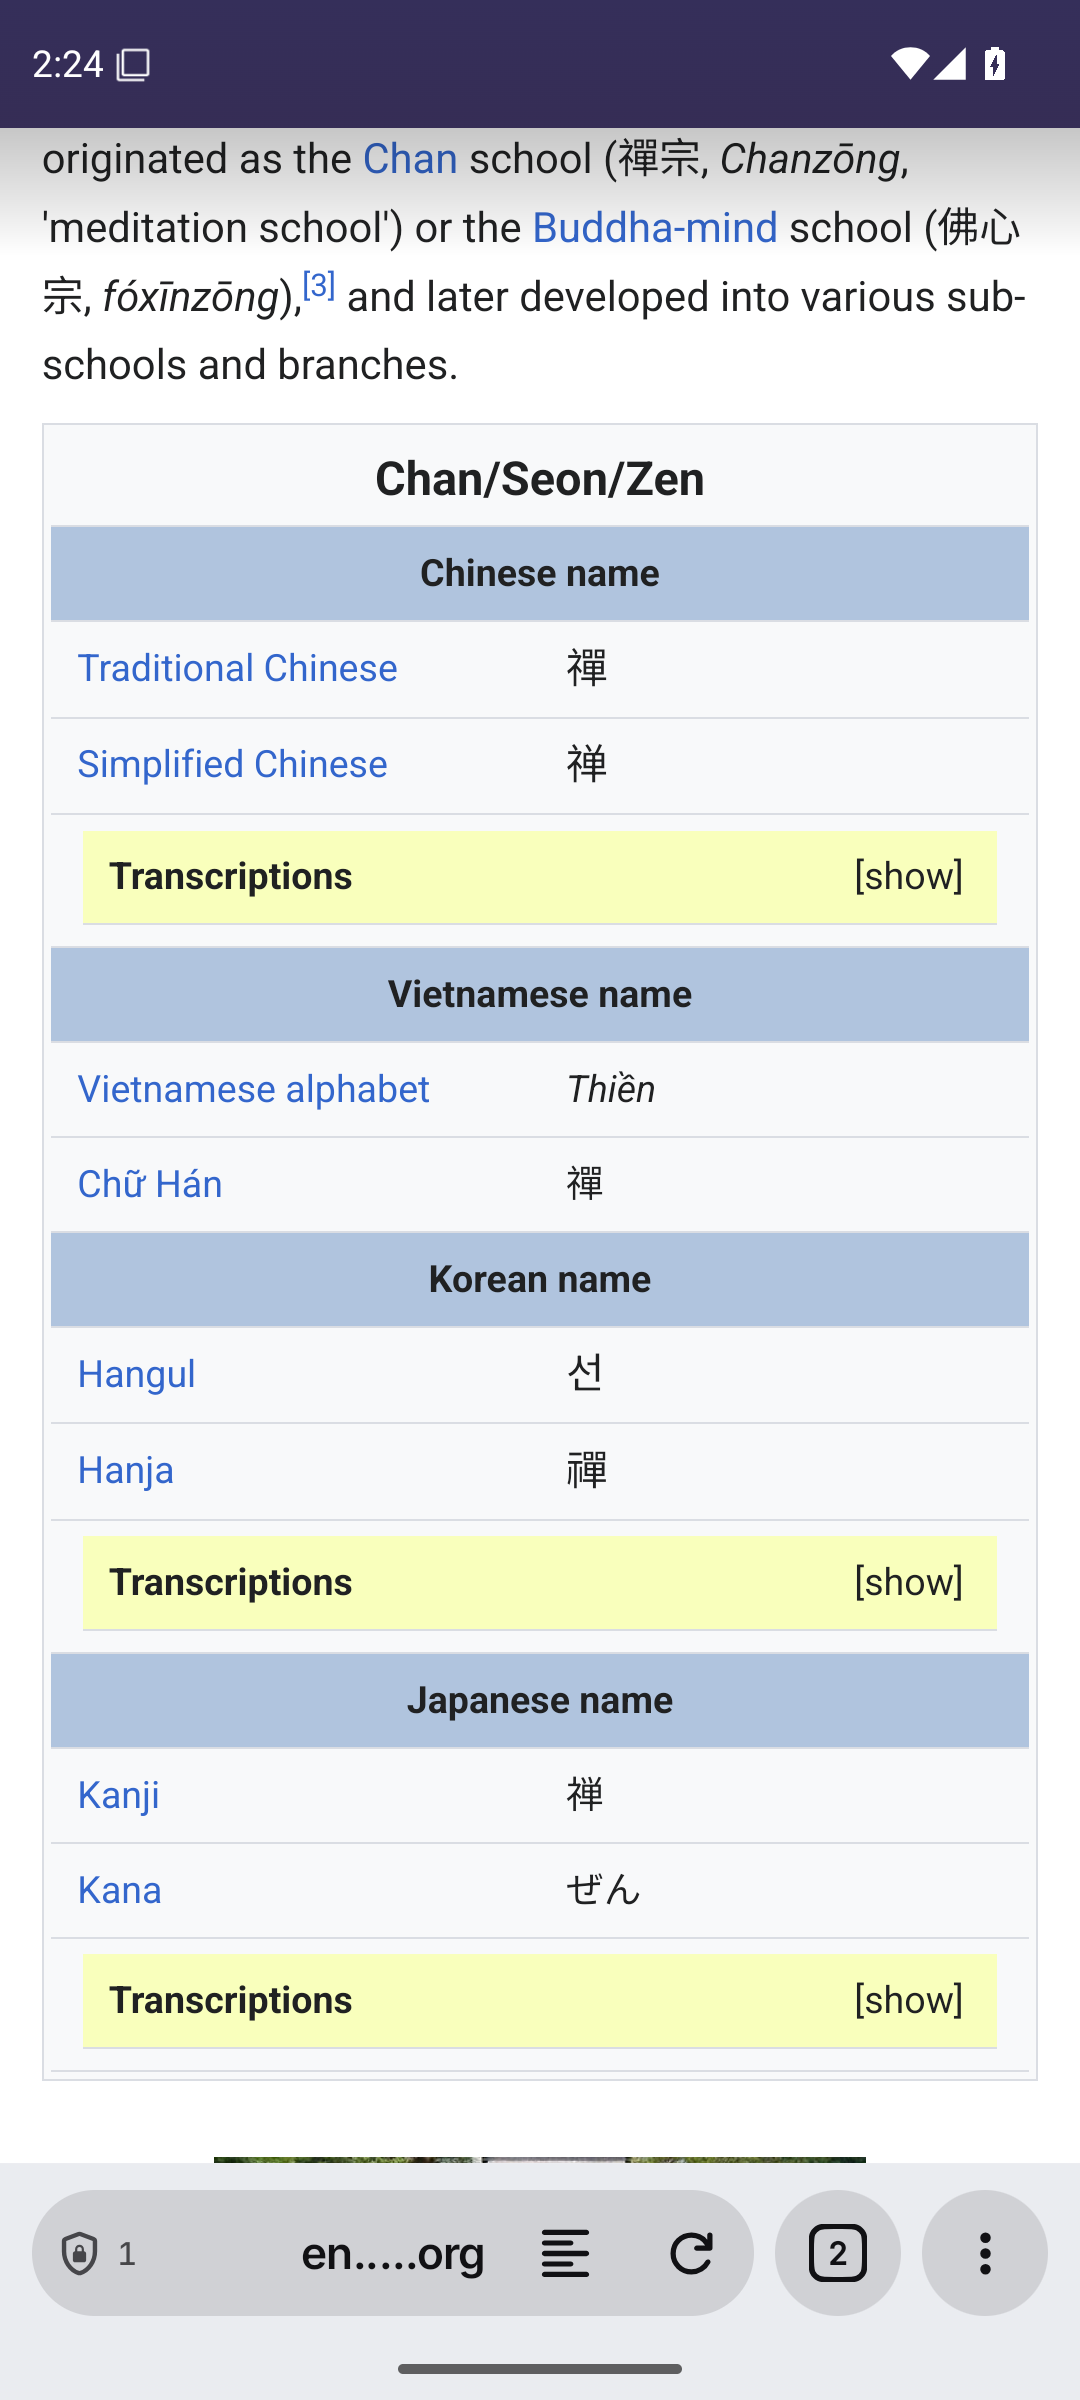 2:24
originated as the Chan school (禪宗, Chanzōng,
'meditation school') or the Buddha-mind school (佛心
宗, fóxīnzōng),[3] and later developed into various sub-
schools and branches.
Chan/Seon/Zen
Chinese name
Traditional Chinese 禪
Simplified Chinese 禅
Transcriptions [show]
Vietnamese name
Vietnamese alphabet Thiền
Chữ Hán 禪
Korean name
Hangul 선
Hanja 禪
Transcriptions [show]
Japanese name
Kanji 禅
Kana ぜん
Transcriptions [show]
1 en.....org 2